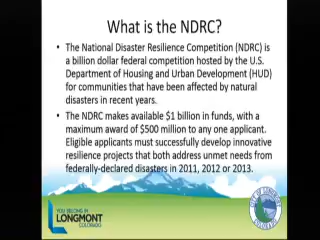 What is the NDRC?
• The National Disaster Resilience Competition (NDRC) is
a billion dollar federal competition hosted by the U.S.
Department of Housing and Urban Development (HUD)
for communities that have been affected by natural
disasters in recent years.
• The NDRC makes available $1 billion in funds, with a
maximum award of $500 million to any one applicant.
Eligible applicants must successfully develop innovative
resilience projects that both address unmet needs from
federally-declared disasters in 2011, 2012 or 2013.
YOU BELONG IN
LONGMONT
COLORADO